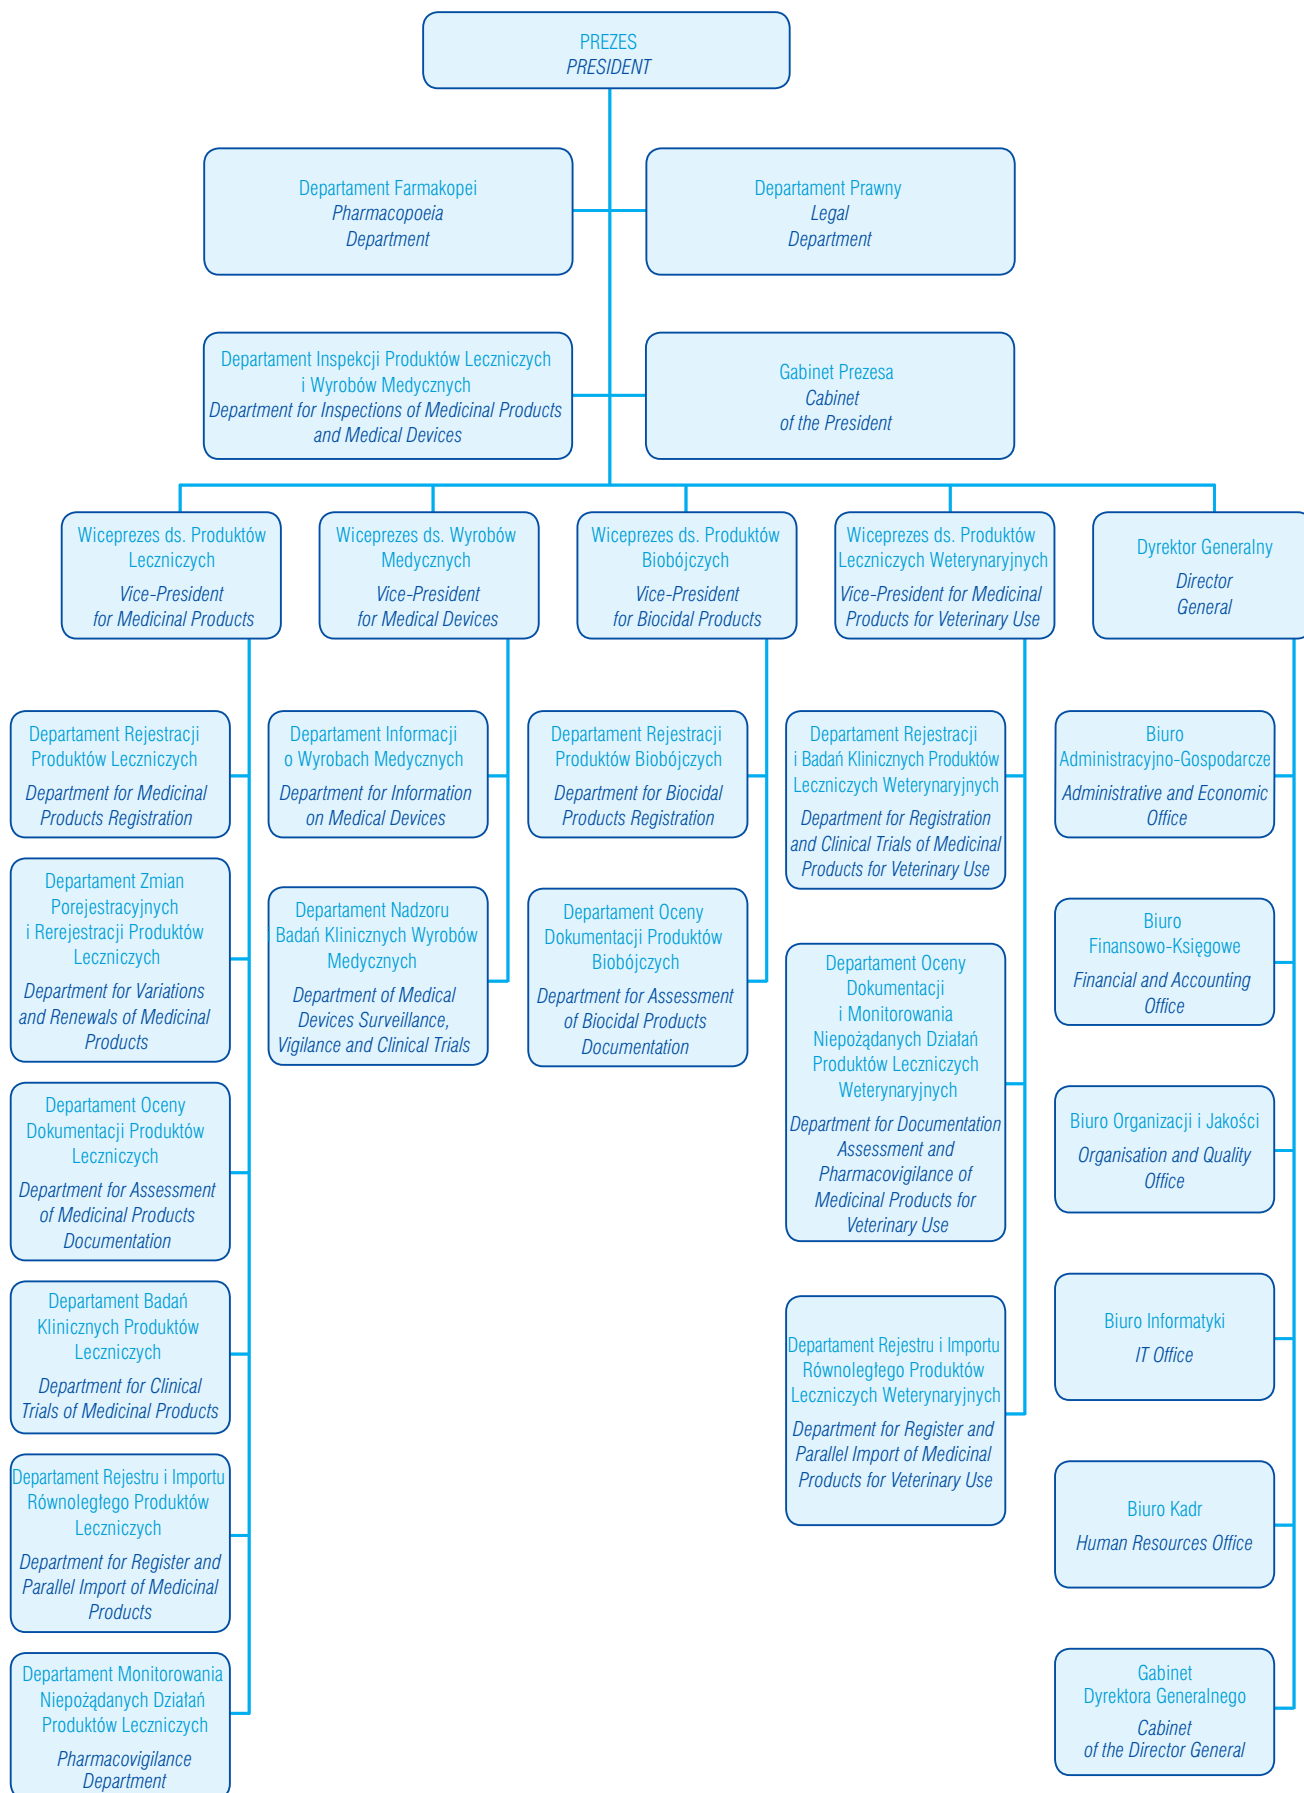 PREZES
PRESIDENT
Departament Farmakopei
Pharmacopoeia
Department
Departament Prawny
Legal
Department
Departament Inspekcji Produktów Leczniczych
i Wyrobów Medycznych
Department for Inspections of Medicinal Products
and Medical Devices
Gabinet Prezesa
Cabinet
of the President
Wiceprezes ds. Produktów
Leczniczych
Vice-President
for Medicinal Products
Wiceprezes ds. Wyrobów
Medycznych
Vice-President
for Medical Devices
Wiceprezes ds. Produktów
Biobójczych
Vice-President
for Biocidal Products
Wiceprezes ds. Produktów
Leczniczych Weterynaryjnych
Vice-President for Medicinal
Products for Veterinary Use
Dyrektor Generalny
Director
General
Departament Rejestracji
Produktów Leczniczych
Department for Medicinal
Products Registration
Departament Zmian
Porejestracyjnych
i Rerejestracji Produktów
Leczniczych
Department for Variations
and Renewals of Medicinal
Products
Departament Oceny
Dokumentacji Produktów
Leczniczych
Department for Assessment
of Medicinal Products
Documentation
Departament Badań
Klinicznych Produktów
Leczniczych
Department for Clinical
Trials of Medicinal Products
Departament Rejestru i Importu
Równoległego Produktów
Leczniczych
Department for Register and
Parallel Import of Medicinal
Products
Departament Monitorowania
Niepożądanych Działań
Produktów Leczniczych
Pharmacovigilance
Department
Departament Informacji
o Wyrobach Medycznych
Department for Information
on Medical Devices
Departament Nadzoru
Badań Klinicznych Wyrobów
Medycznych
Department of Medical
Devices Surveillance,
Vigilance and Clinical Trials
Departament Rejestracji
Produktów Biobójczych
Department for Biocidal
Products Registration
Departament Oceny
Dokumentacji Produktów
Biobójczych
Department for Assessment
of Biocidal Products
Documentation
Departament Rejestracji
i Badań Klinicznych Produktów
Leczniczych Weterynaryjnych
Department for Registration
and Clinical Trials of Medicinal
Products for Veterinary Use
Departament Oceny
Dokumentacji
i Monitorowania
Niepożądanych Działań
Produktów Leczniczych
Weterynaryjnych
Department for Documentation
Assessment and
Pharmacovigilance of
Medicinal Products for
Veterinary Use
Departament Rejestru i Importu
Równoległego Produktów
Leczniczych Weterynaryjnych
Department for Register and
Parallel Import of Medicinal
Products for Veterinary Use
Biuro
Administracyjno-Gospodarcze
Administrative and Economic
Office
Biuro
Finansowo-Księgowe
Financial and Accounting
Office
Biuro Organizacji i Jakości
Organisation and Quality
Office
Biuro Informatyki
IT Office
Biuro Kadr
Human Resources Office
Gabinet
Dyrektora Generalnego
Cabinet
of the Director General